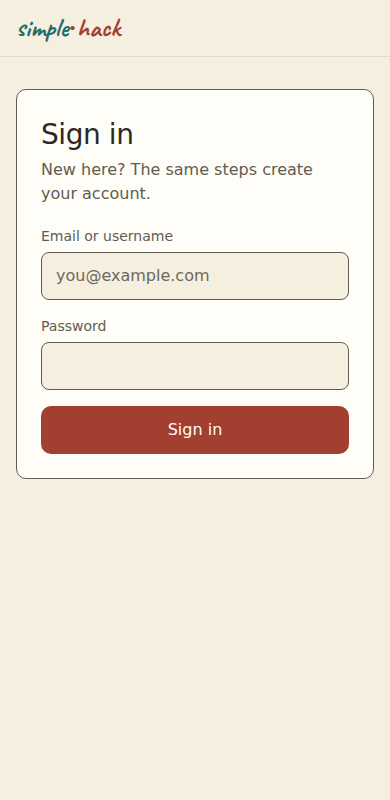 simple·hack
Sign in
New here? The same steps create
your account.
Email or username
you@example.com
Password
Sign in